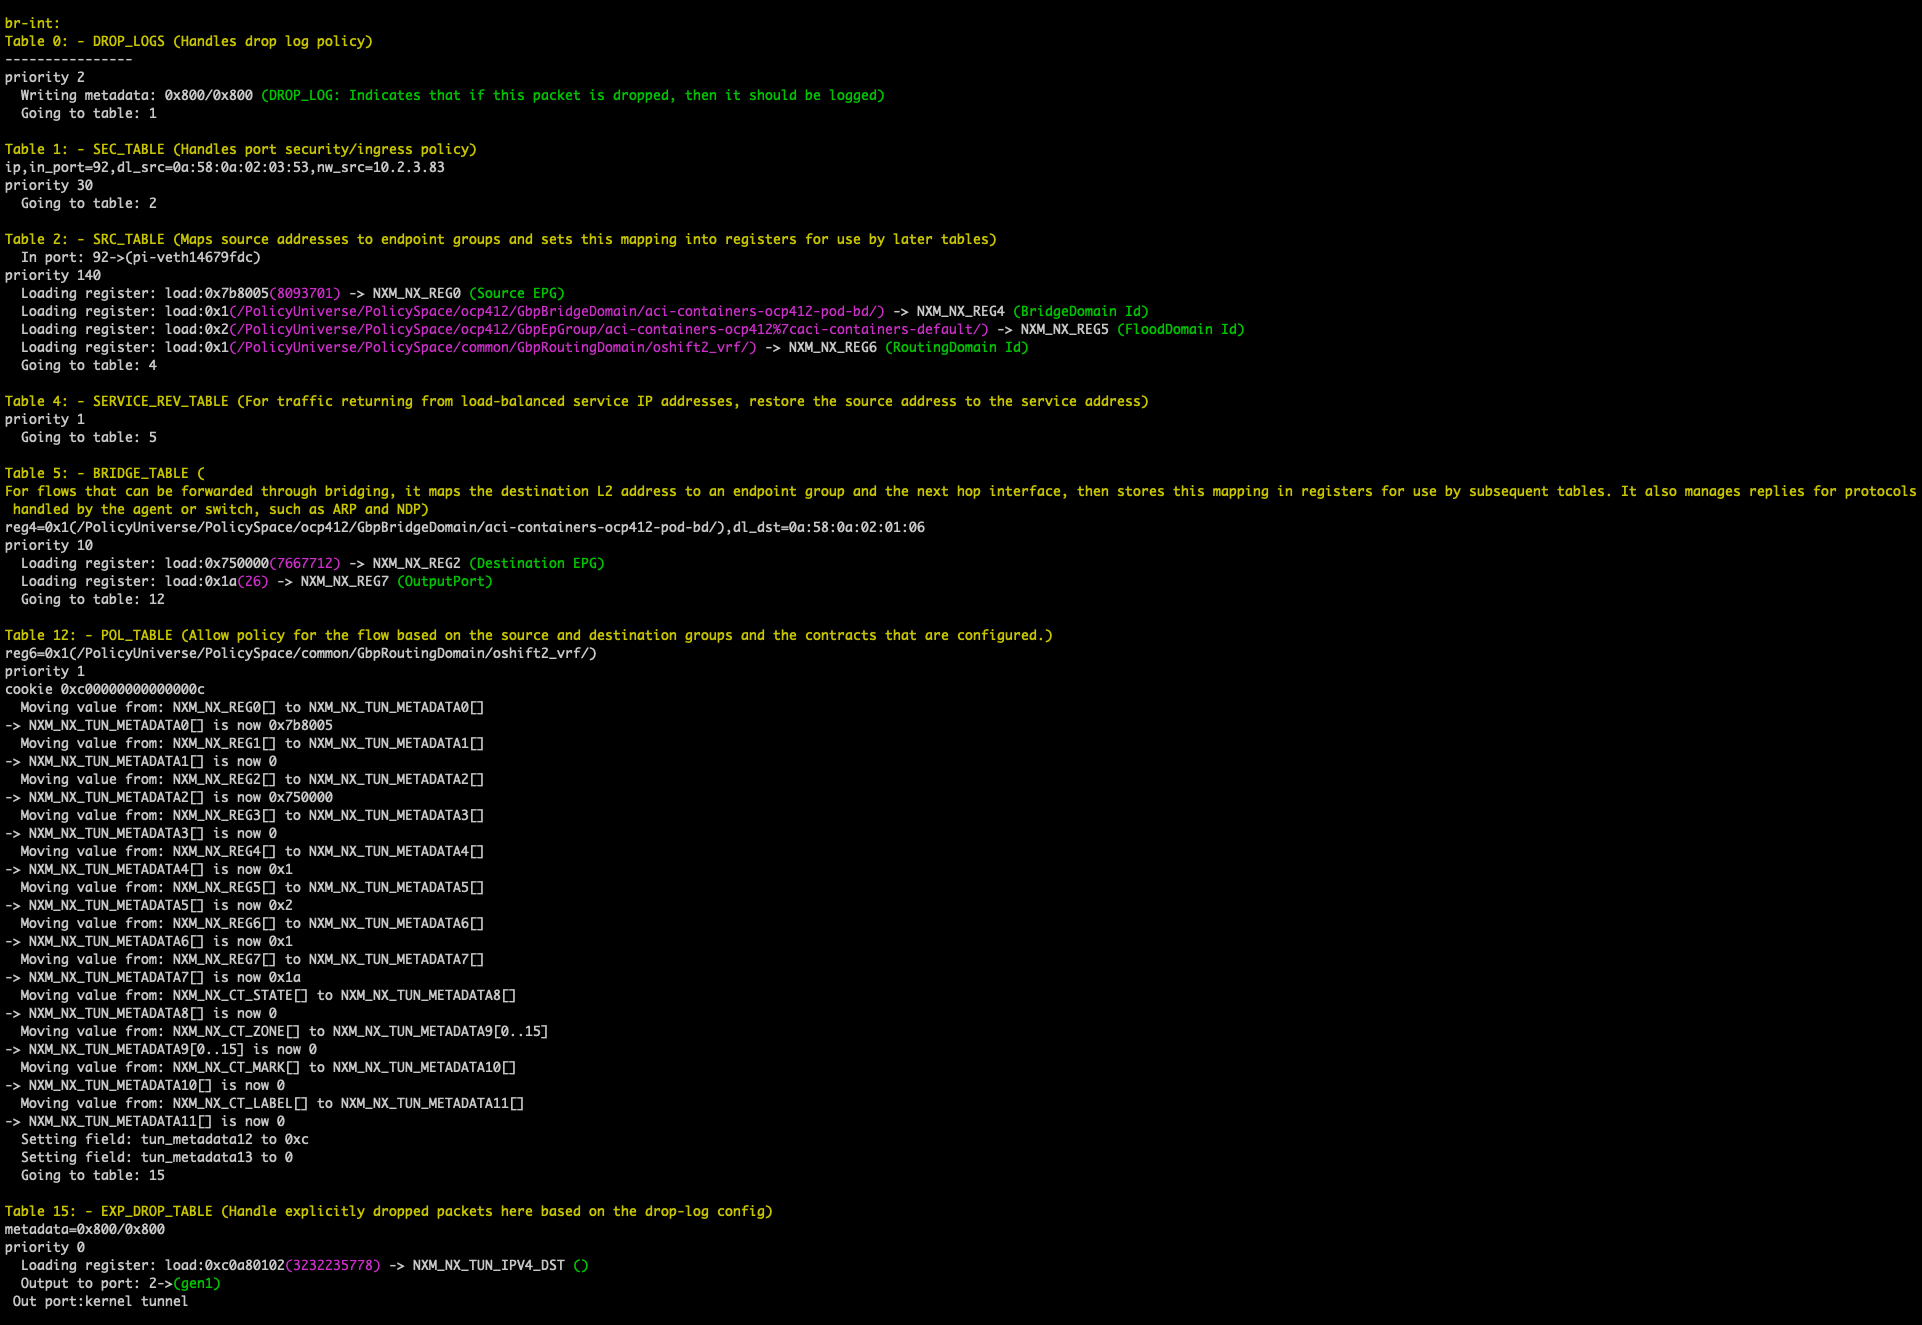 br-int:
Table 0: - DROP_LOGS (Handles drop log policy)
----------------
priority 2
  Writing metadata: 0x800/0x800 (DROP_LOG: Indicates that if this packet is dropped, then it should be logged)
  Going to table: 1

Table 1: - SEC_TABLE (Handles port security/ingress policy)
ip,in_port=92,dl_src=0a:58:0a:02:03:53,nw_src=10.2.3.83
priority 30
  Going to table: 2

Table 2: - SRC_TABLE (Maps source addresses to endpoint groups and sets this mapping into registers for use by later tables)
  In port: 92->(pi-veth14679fdc)
priority 140
  Loading register: load:0x7b8005(8093701) -> NXM_NX_REG0 (Source EPG)
  Loading register: load:0x1(/PolicyUniverse/PolicySpace/ocp412/GbpBridgeDomain/aci-containers-ocp412-pod-bd/) -> NXM_NX_REG4 (BridgeDomain Id)
  Loading register: load:0x2(/PolicyUniverse/PolicySpace/ocp412/GbpEpGroup/aci-containers-ocp412%7caci-containers-default/) -> NXM_NX_REG5 (FloodDomain Id)
  Loading register: load:0x1(/PolicyUniverse/PolicySpace/common/GbpRoutingDomain/oshift2_vrf/) -> NXM_NX_REG6 (RoutingDomain Id)
  Going to table: 4

Table 4: - SERVICE_REV_TABLE (For traffic returning from load-balanced service IP addresses, restore the source address to the service address)
priority 1
  Going to table: 5

Table 5: - BRIDGE_TABLE (
For flows that can be forwarded through bridging, it maps the destination L2 address to an endpoint group and the next hop interface, then stores this mapping in registers for use by subsequent tables. It also manages replies for protocols
 handled by the agent or switch, such as ARP and NDP)
reg4=0x1(/PolicyUniverse/PolicySpace/ocp412/GbpBridgeDomain/aci-containers-ocp412-pod-bd/),dl_dst=0a:58:0a:02:01:06
priority 10
  Loading register: load:0x750000(7667712) -> NXM_NX_REG2 (Destination EPG)
  Loading register: load:0x1a(26) -> NXM_NX_REG7 (OutputPort)
  Going to table: 12

Table 12: - POL_TABLE (Allow policy for the flow based on the source and destination groups and the contracts that are configured.)
reg6=0x1(/PolicyUniverse/PolicySpace/common/GbpRoutingDomain/oshift2_vrf/)
priority 1
cookie 0xc00000000000000c
  Moving value from: NXM_NX_REG0[] to NXM_NX_TUN_METADATA0[]
-> NXM_NX_TUN_METADATA0[] is now 0x7b8005
  Moving value from: NXM_NX_REG1[] to NXM_NX_TUN_METADATA1[]
-> NXM_NX_TUN_METADATA1[] is now 0
  Moving value from: NXM_NX_REG2[] to NXM_NX_TUN_METADATA2[]
-> NXM_NX_TUN_METADATA2[] is now 0x750000
  Moving value from: NXM_NX_REG3[] to NXM_NX_TUN_METADATA3[]
-> NXM_NX_TUN_METADATA3[] is now 0
  Moving value from: NXM_NX_REG4[] to NXM_NX_TUN_METADATA4[]
-> NXM_NX_TUN_METADATA4[] is now 0x1
  Moving value from: NXM_NX_REG5[] to NXM_NX_TUN_METADATA5[]
-> NXM_NX_TUN_METADATA5[] is now 0x2
  Moving value from: NXM_NX_REG6[] to NXM_NX_TUN_METADATA6[]
-> NXM_NX_TUN_METADATA6[] is now 0x1
  Moving value from: NXM_NX_REG7[] to NXM_NX_TUN_METADATA7[]
-> NXM_NX_TUN_METADATA7[] is now 0x1a
  Moving value from: NXM_NX_CT_STATE[] to NXM_NX_TUN_METADATA8[]
-> NXM_NX_TUN_METADATA8[] is now 0
  Moving value from: NXM_NX_CT_ZONE[] to NXM_NX_TUN_METADATA9[0..15]
-> NXM_NX_TUN_METADATA9[0..15] is now 0
  Moving value from: NXM_NX_CT_MARK[] to NXM_NX_TUN_METADATA10[]
-> NXM_NX_TUN_METADATA10[] is now 0
  Moving value from: NXM_NX_CT_LABEL[] to NXM_NX_TUN_METADATA11[]
-> NXM_NX_TUN_METADATA11[] is now 0
  Setting field: tun_metadata12 to 0xc
  Setting field: tun_metadata13 to 0
  Going to table: 15

Table 15: - EXP_DROP_TABLE (Handle explicitly dropped packets here based on the drop-log config)
metadata=0x800/0x800
priority 0
  Loading register: load:0xc0a80102(3232235778) -> NXM_NX_TUN_IPV4_DST ()
  Output to port: 2->(gen1)
 Out port:kernel tunnel